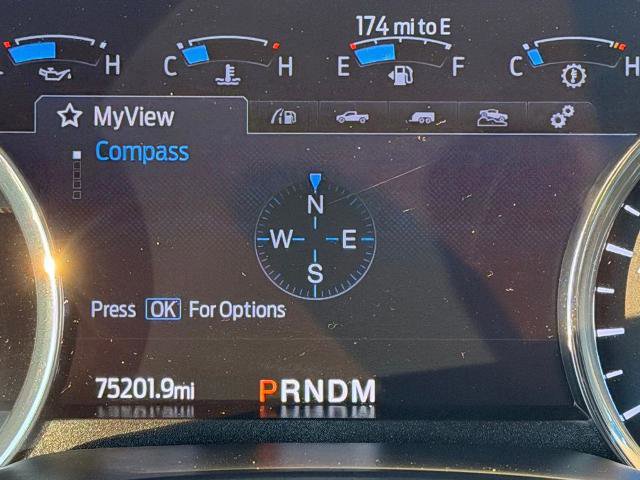 174 mi to E
L H C H E F C H
MyView
Compass
N
W E
S
Press OK For Options
75201.9mi PRNDM